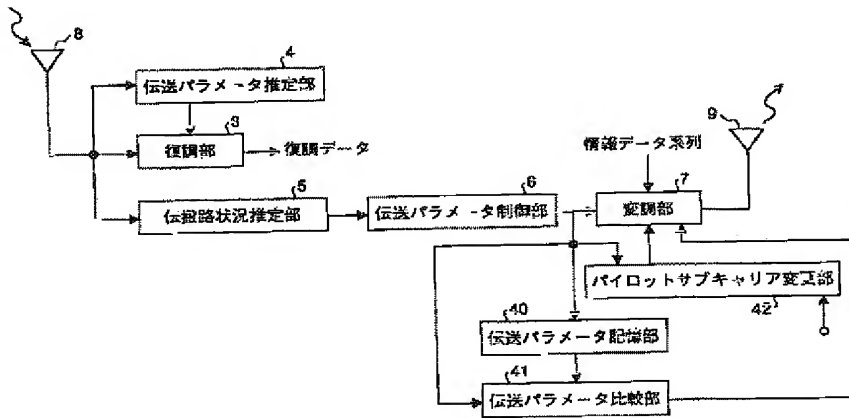 8
4
伝送パラメータ推定部
9
3
復調部
復調データ
情報データ系列
5
伝搬路状況推定部
6
伝送パラメータ制御部
7
変調部
パイロットサブキャリア変更部
42
40
伝送パラメータ記憶部
41
伝送パラメータ比較部